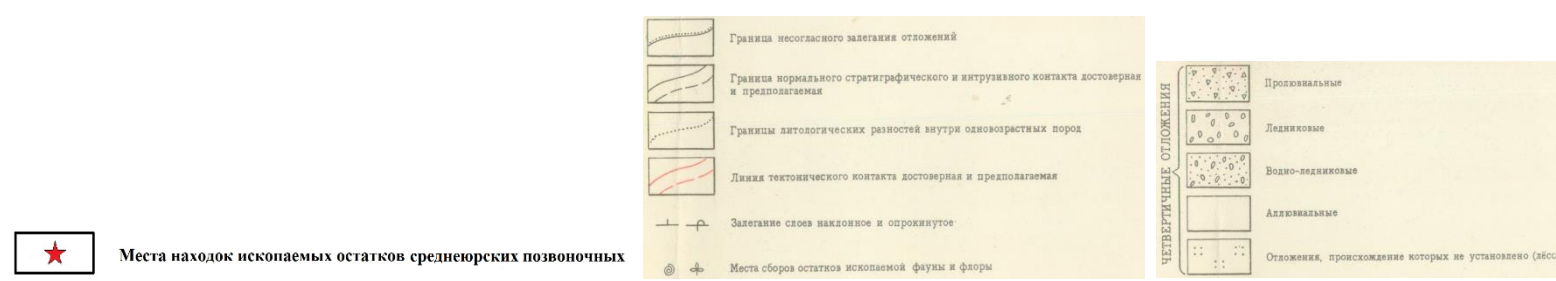 Места находок ископаемых остатков среднеюрских позвоночных
Граница несогласного залегания отложений
Граница нормального стратиграфического и интрузивного контакта достоверная
и предполагаемая
Границы литологических разностей внутри одновозрастных пород
Линия тектонического контакта достоверная и предполагаемая
Залегание слоев наклонное и опрокинутое
Места сборов остатков ископаемой фауны и флоры
ЧЕТВЕРТИЧНЫЕ ОТЛОЖЕНИЯ
Пролювиальные
Ледниковые
Водно-ледниковые
Аллювиальные
Отложения, происхождение которых не установлено (лёсс